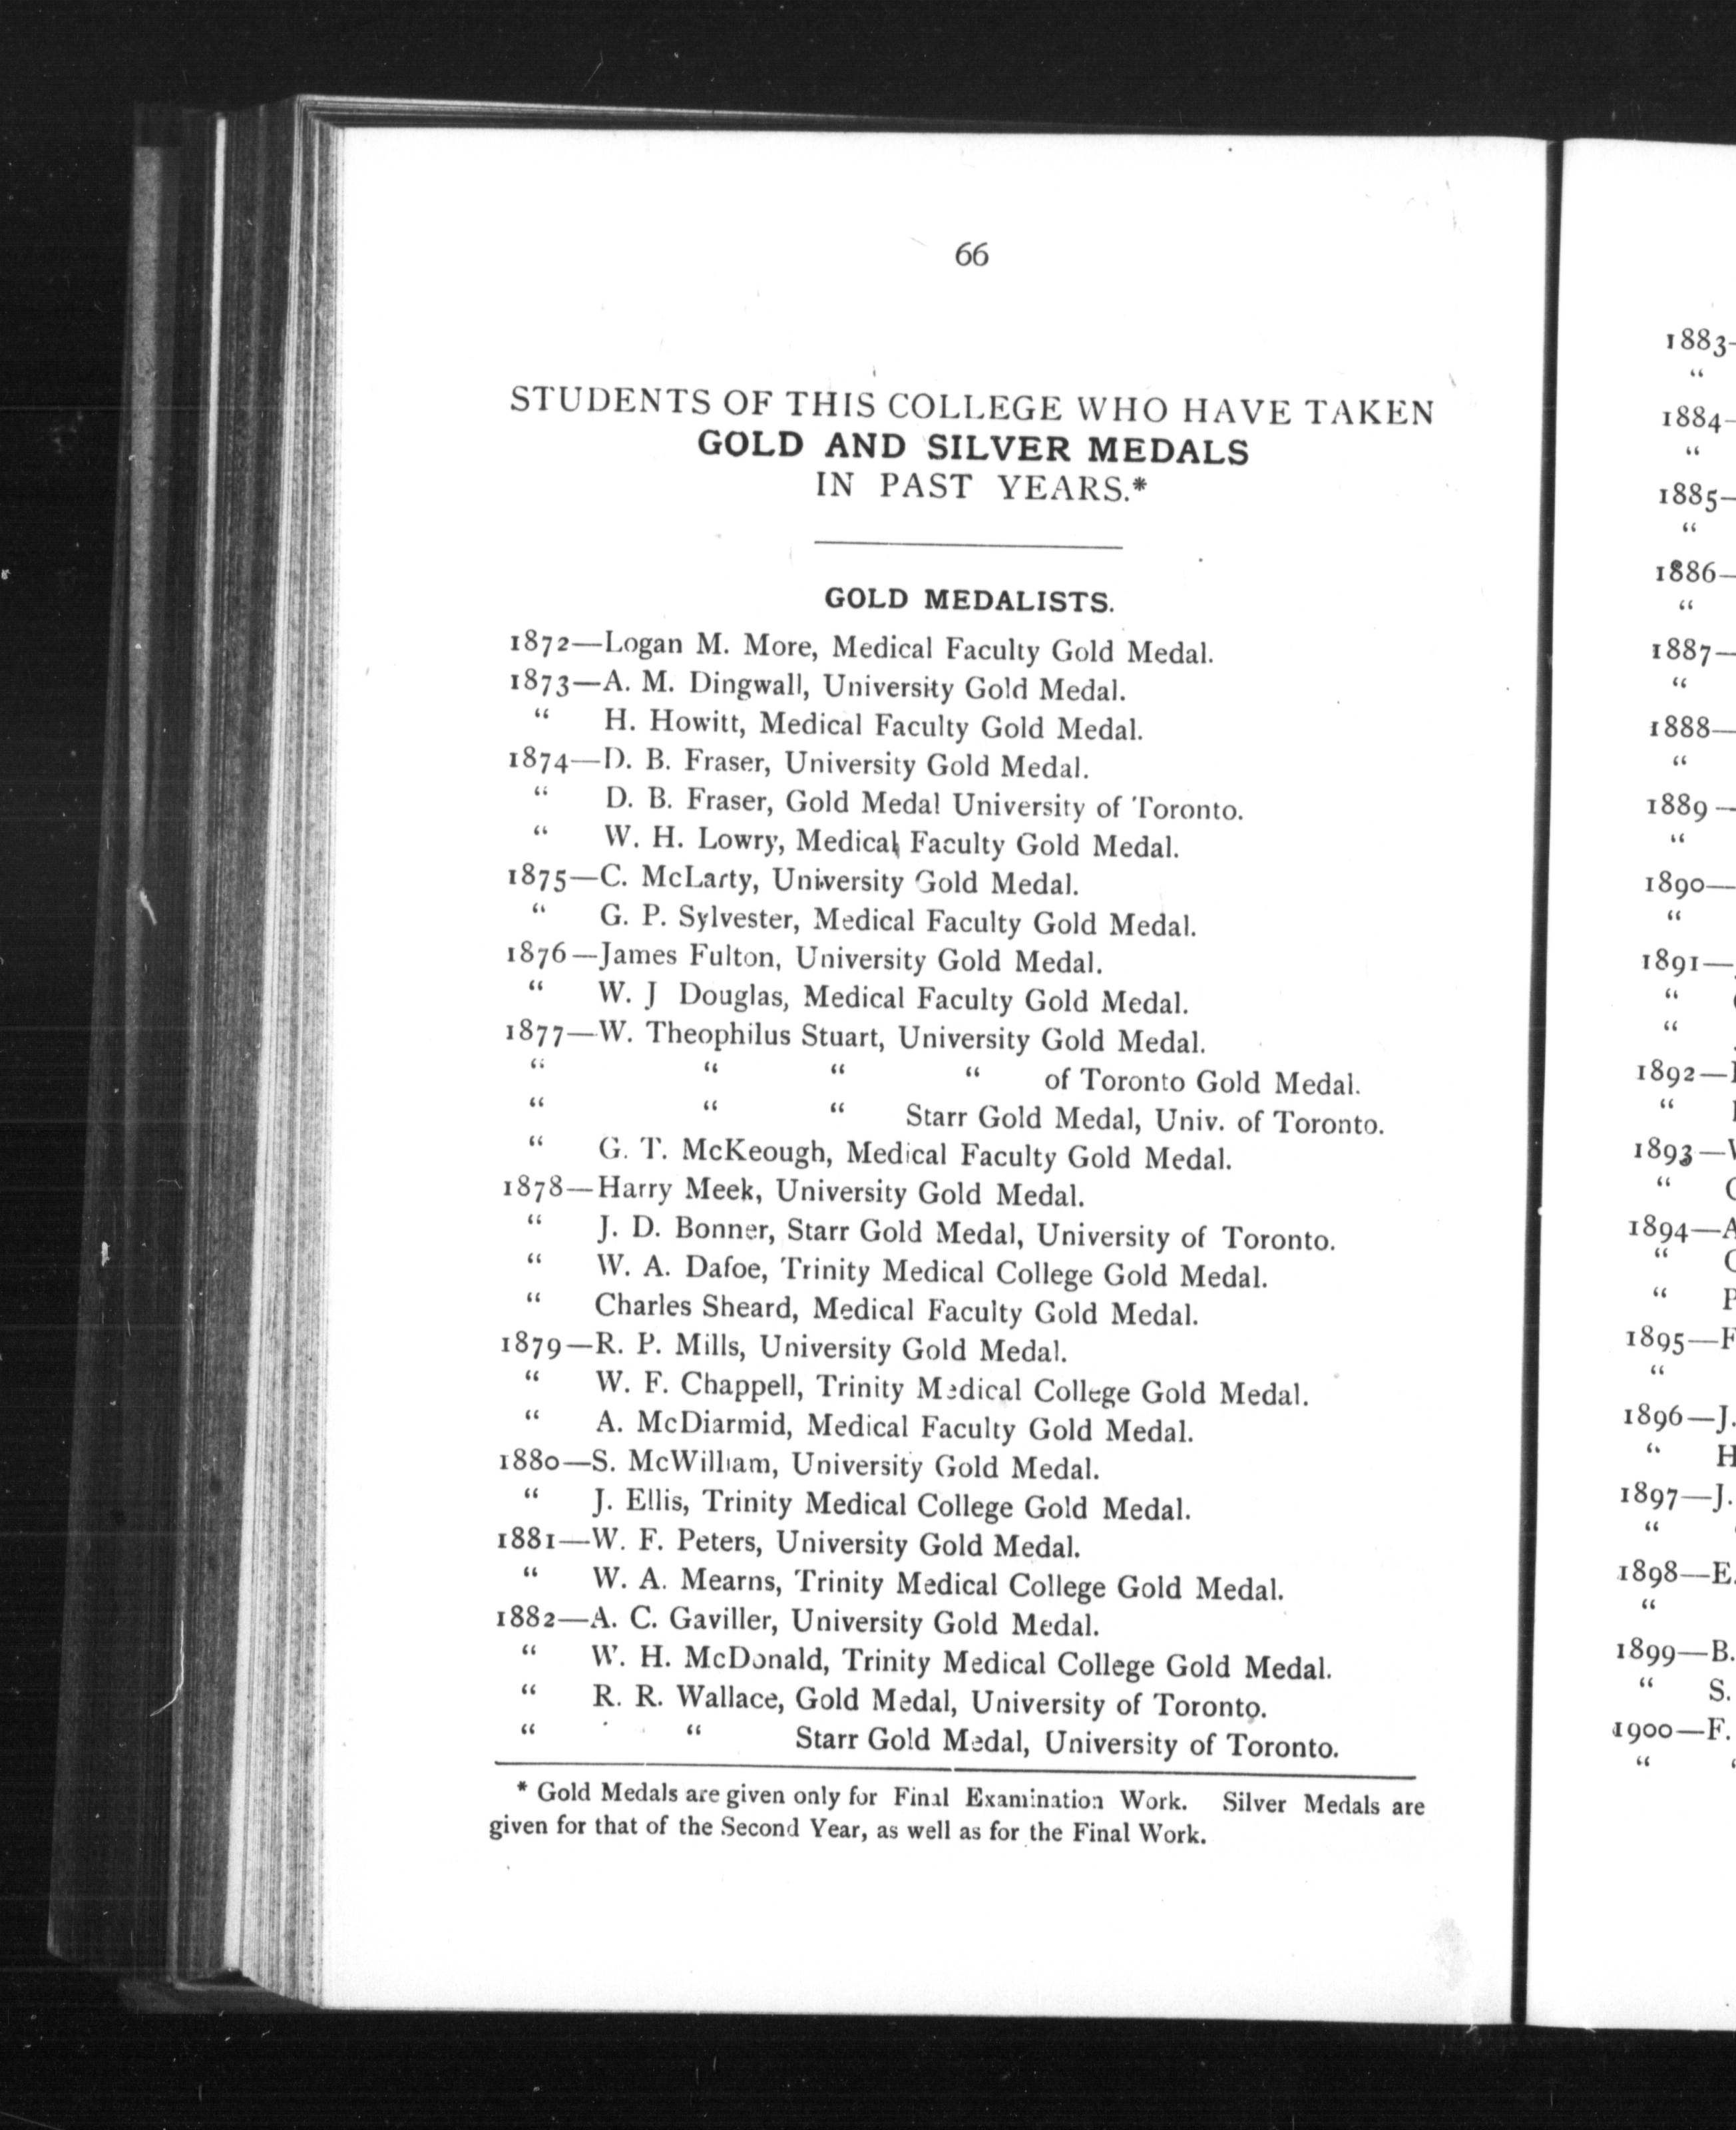 66
STUDENTS OF THIS COLLEGE WHO HAVE TAKEN
GOLD AND SILVER MEDALS
IN PAST YEARS.*
GOLD MEDALISTS.
1872—Logan M. More, Medical Faculty Gold Medal.
1873—A. M. Dingwall, University Gold Medal.
“ H. Howitt, Medical Faculty Gold Medal.
1874—D. B. Fraser, University Gold Medal.
“ D. B. Fraser, Gold Medal University of Toronto.
“ W. H. Lowry, Medical Faculty Gold Medal.
1875—C. McLarty, University Gold Medal.
“ G. P. Sylvester, Medical Faculty Gold Medal.
1876—James Fulton, University Gold Medal.
“ W. J Douglas, Medical Faculty Gold Medal.
1877—W. Theophilus Stuart, University Gold Medal.
“ “ “ “ of Toronto Gold Medal.
“ “ “ Starr Gold Medal, Univ. of Toronto.
“ G. T. McKeough, Medical Faculty Gold Medal.
1878—Harry Meek, University Gold Medal.
“ J. D. Bonner, Starr Gold Medal, University of Toronto.
“ W. A. Dafoe, Trinity Medical College Gold Medal.
“ Charles Sheard, Medical Faculty Gold Medal.
1879—R. P. Mills, University Gold Medal.
“ W. F. Chappell, Trinity Medical College Gold Medal.
“ A. McDiarmid, Medical Faculty Gold Medal.
1880—S. McWilliam, University Gold Medal.
“ J. Ellis, Trinity Medical College Gold Medal.
1881—W. F. Peters, University Gold Medal.
“ W. A. Mearns, Trinity Medical College Gold Medal.
1882—A. C. Gaviller, University Gold Medal.
“ W. H. McDonald, Trinity Medical College Gold Medal.
“ R. R. Wallace, Gold Medal, University of Toronto.
“ “ Starr Gold Medal, University of Toronto.
* Gold Medals are given only for Final Examination Work. Silver Medals are
given for that of the Second Year, as well as for the Final Work.
1883-
“
1884-
“
1885-
“
1886—
“
1887—
“
1888—
“
1889—
“
1890—
“
1891—
“
“
1892—
“
1893—
“
1894—A
“
“ P
1895—F
“
1896—J.
“ H
1897—J.
“
1898—E.
“
1899—B.
“ S.
1900—F.
“